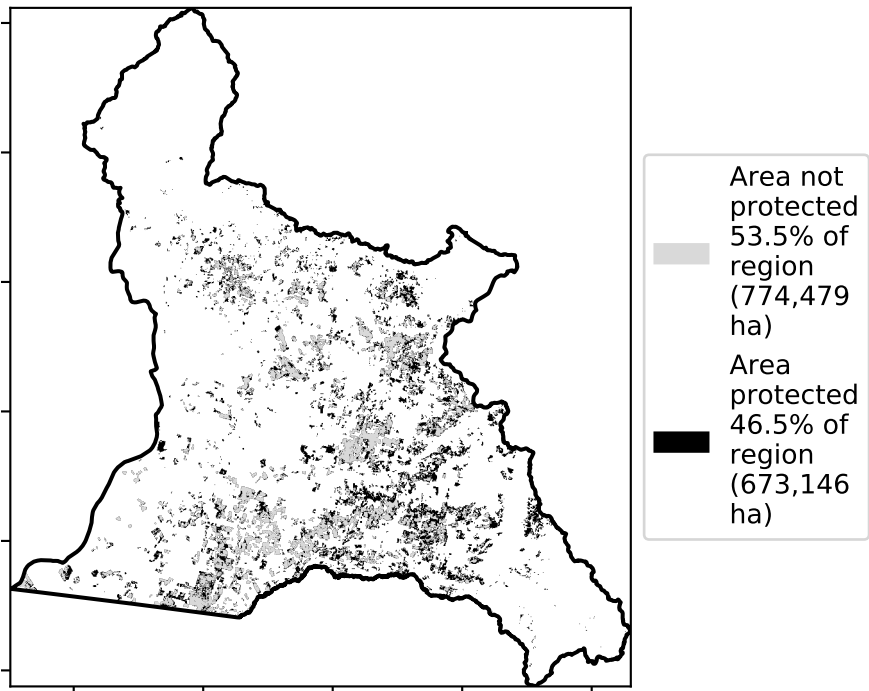 Area not
protected
53.5% of
region
(774,479
ha)
Area
protected
46.5% of
region
(673,146
ha)